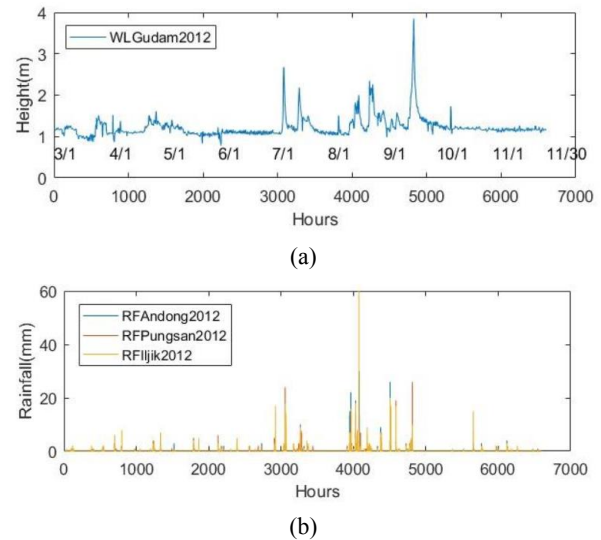 4
3
2
1
0
Height(m)
WLGudam2012
3/1 4/1 5/1 6/1 7/1 8/1 9/1 10/1 11/1 11/30
0 1000 2000 3000 4000 5000 6000 7000
Hours
(a)
60
40
20
0
Rainfall(mm)
RFAndong2012
RFPungsan2012
RFIljik2012
0 1000 2000 3000 4000 5000 6000 7000
Hours
(b)